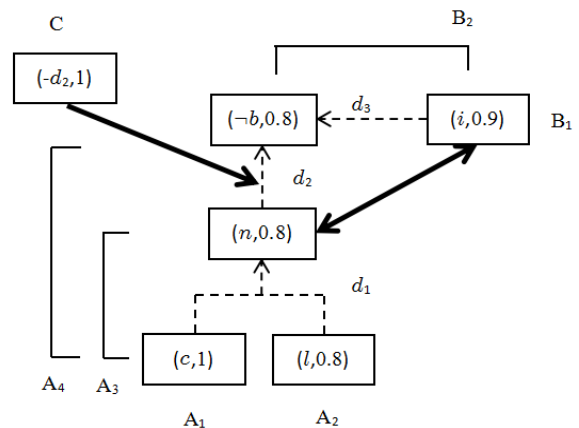 B₂
C
(-d₂,1)
(¬b,0.8)
d₃
(i,0.9)
B₁
d₂
(n,0.8)
d₁
(c,1)
(l,0.8)
A₄
A₃
A₁
A₂